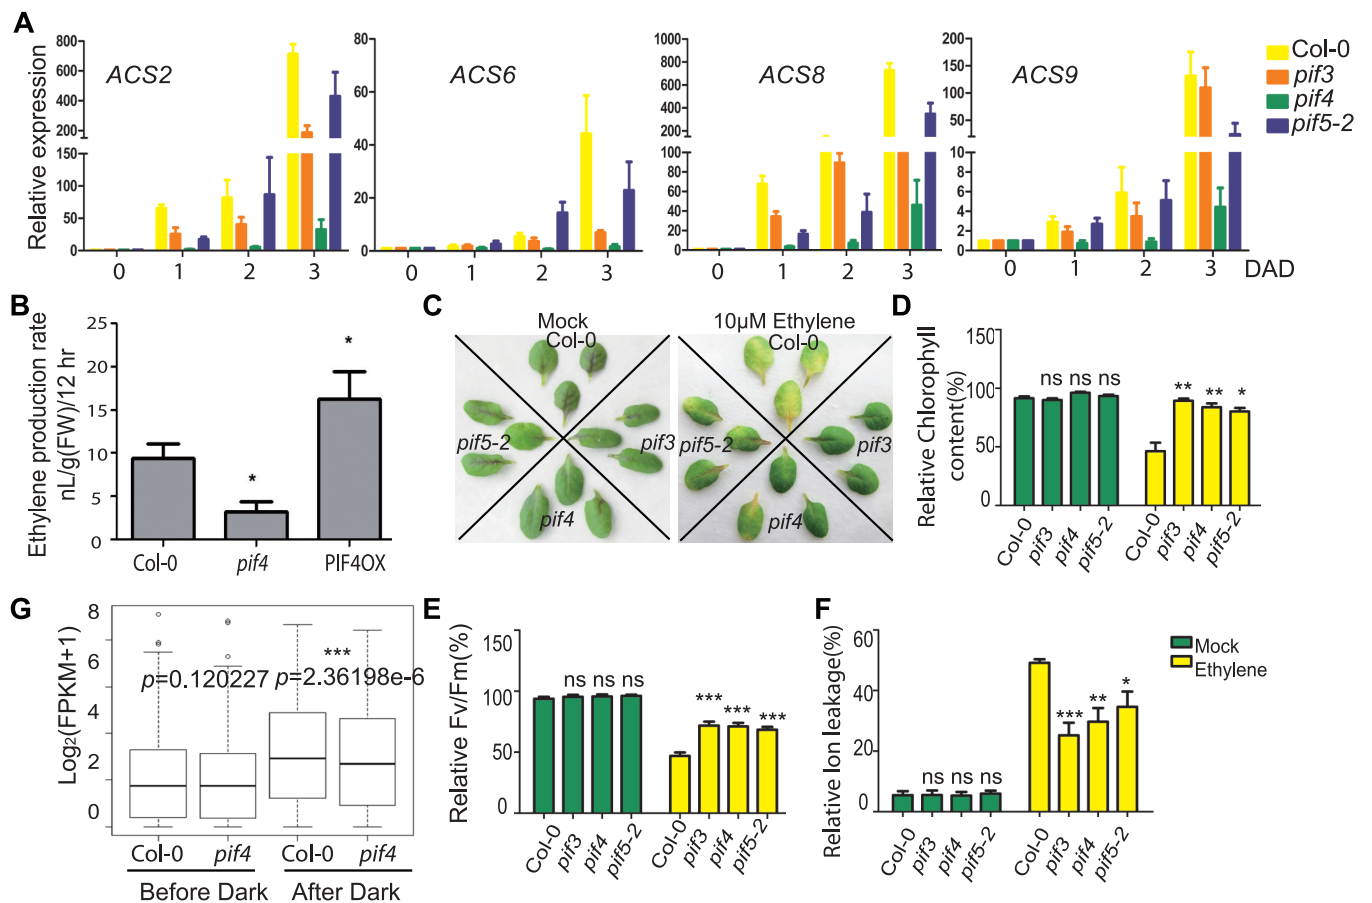 A
ACS2
ACS6
ACS8
ACS9
Relative expression
800
600
400
200
150
100
50
0
0 1 2 3
80
60
40
20
0
0 1 2 3
1000
800
600
400
200
100
80
60
40
20
0
0 1 2 3
200
150
100
50
10
8
6
4
2
0
0 1 2 3 DAD
Col-0
pif3
pif4
pif5-2
B
Ethylene production rate
nL/g(FW)/12 hr
25
20
15
10
5
0
*
*
Col-0 pif4 PIF4OX
C
Mock
Col-0
pif5-2
pif3
pif4
10µM Ethylene
Col-0
pif5-2
pif3
pif4
D
Relative Chlorophyll
content(%)
150
100
50
0
ns ns ns
** ** *
Col-0 pif3 pif4 pif5-2 Col-0 pif3 pif4 pif5-2
G
Log2(FPKM+1)
8
6
4
2
0
***
p=0.120227 p=2.36198e-6
Col-0 pif4 Col-0 pif4
Before Dark After Dark
E
Relative Fv/Fm(%)
150
100
50
0
ns ns ns
*** *** ***
Col-0 pif3 pif4 pif5-2 Col-0 pif3 pif4 pif5-2
F
Relative Ion leakage(%)
60
40
20
0
ns ns ns
*** ** *
Col-0 pif3 pif4 pif5-2 Col-0 pif3 pif4 pif5-2
Mock
Ethylene